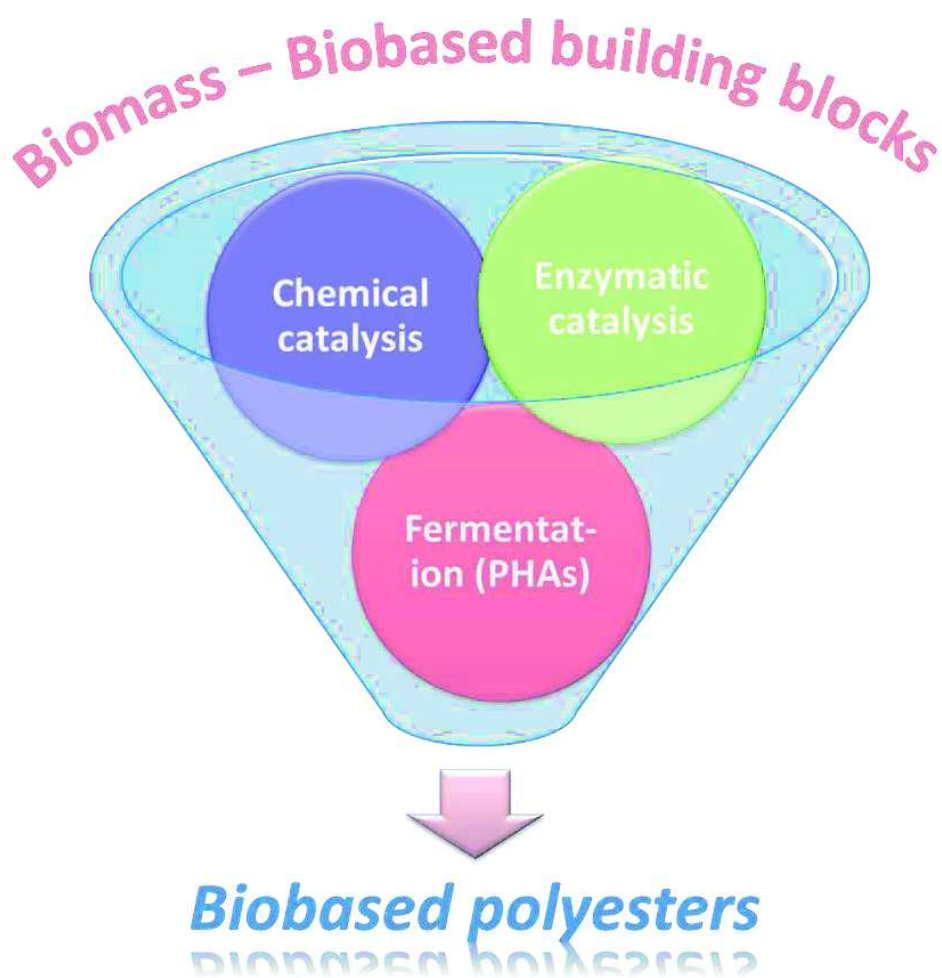 Biomass – Biobased building blocks
Chemical
catalysis
Enzymatic
catalysis
Fermentat-
ion (PHAs)
Biobased polyesters